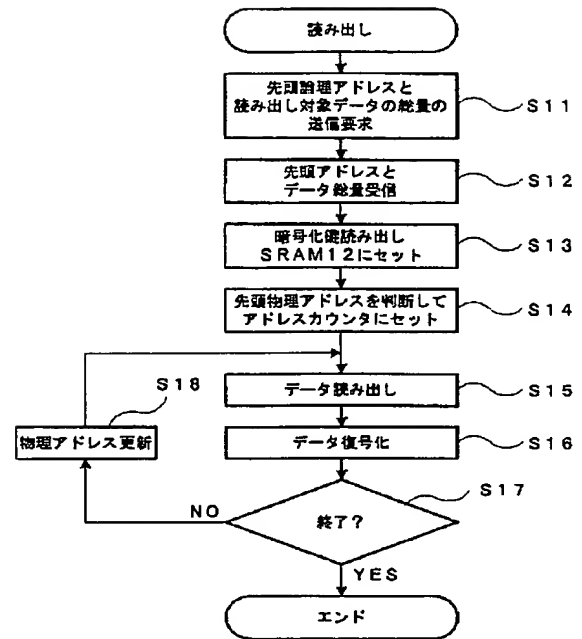 読み出し
先頭論理アドレスと
読み出し対象データの総量の
送信要求
S11
先頭アドレスと
データ総量受信
S12
暗号化鍵読み出し
SRAM12にセット
S13
先頭物理アドレスを判断して
アドレスカウンタにセット
S14
S18
データ読み出し
S15
物理アドレス更新
データ復号化
S16
S17
NO
終了?
YES
エンド